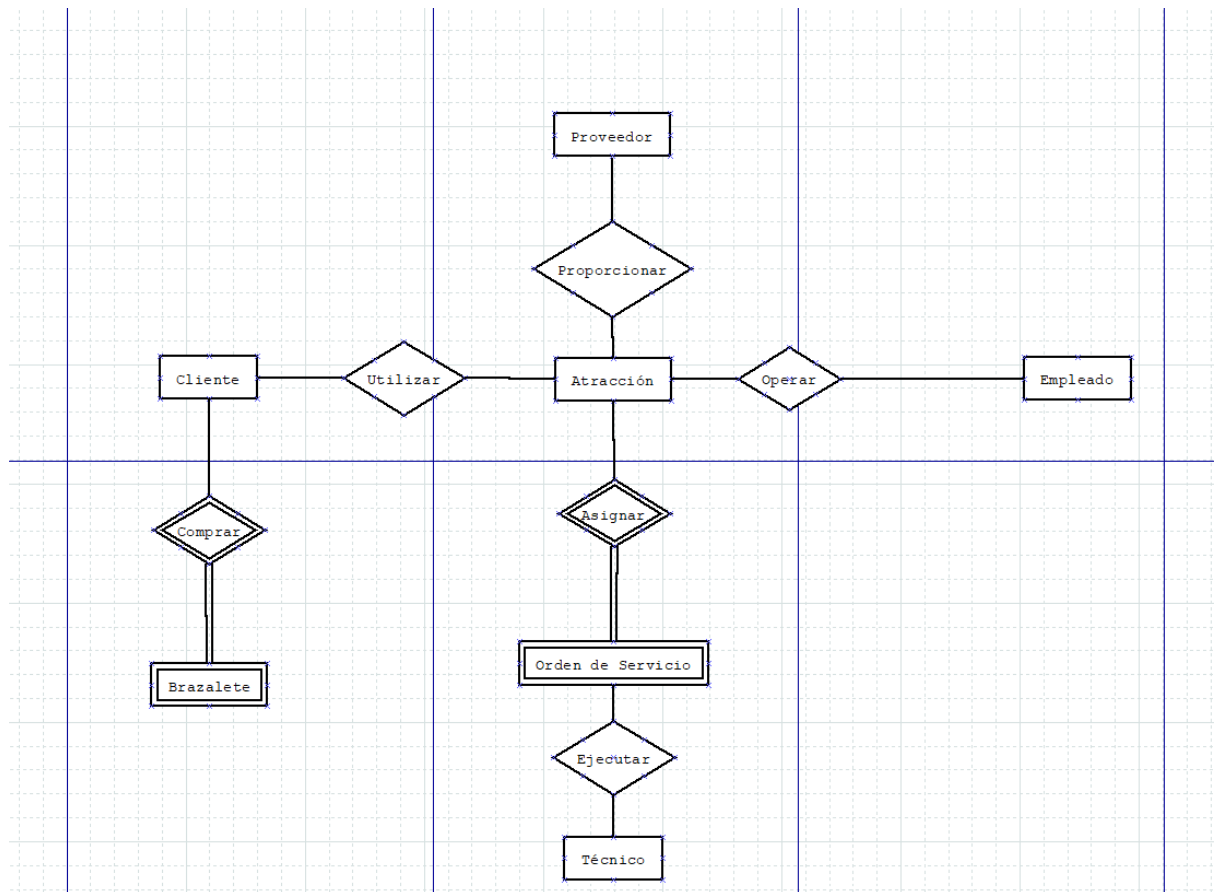 Proveedor
Proporcionar
Cliente
Utilizar
Atracción
Operar
Empleado
Comprar
Asignar
Orden de Servicio
Brazalete
Ejecutar
Técnico